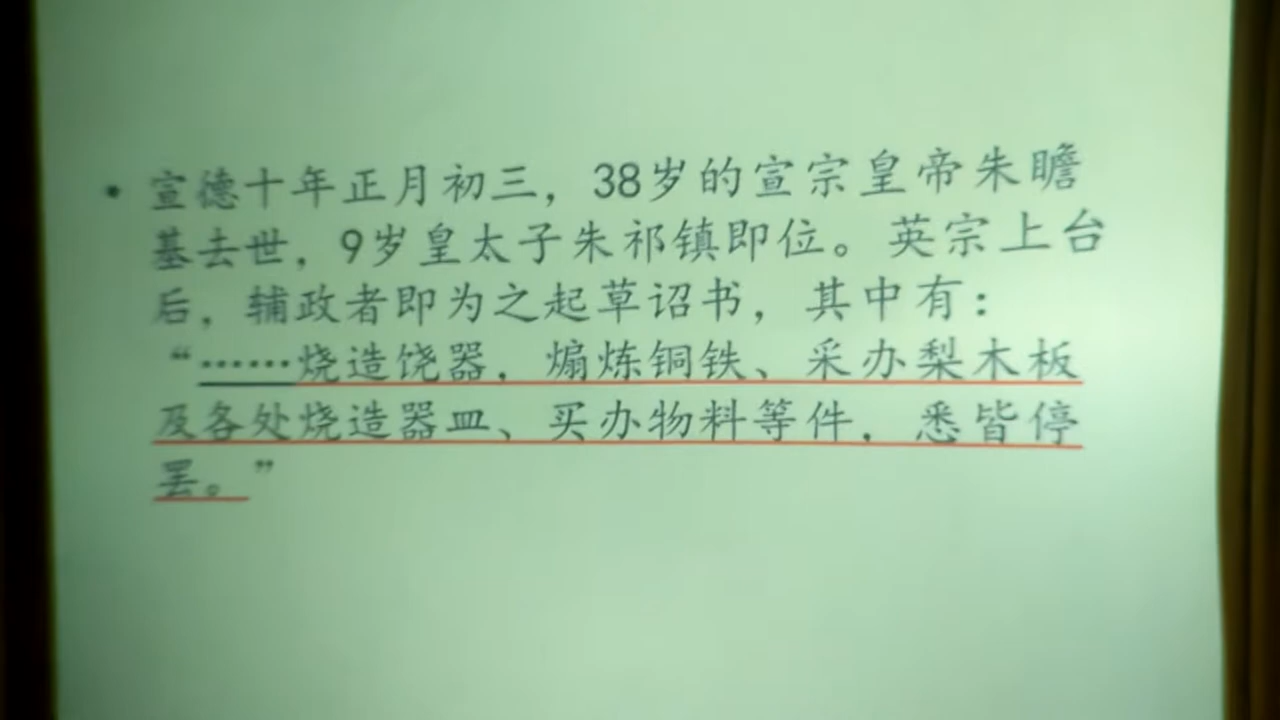 • 宣德十年正月初三，38岁的宣宗皇帝朱瞻
基去世，9岁皇太子朱祁镇即位。英宗上台
后，辅政者即为之起草诏书，其中有：
“……烧造饶器，煽炼铜铁、采办梨木板
及各处烧造器皿、买办物料等件，悉皆停
罢。”